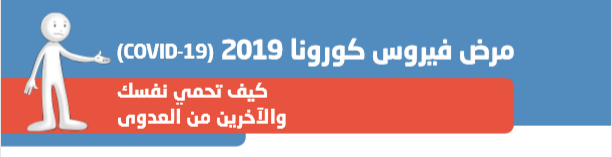 مرض فيروس كورونا 2019 (COVID-19)
كيف تحمي نفسك
والآخرين من العدوى